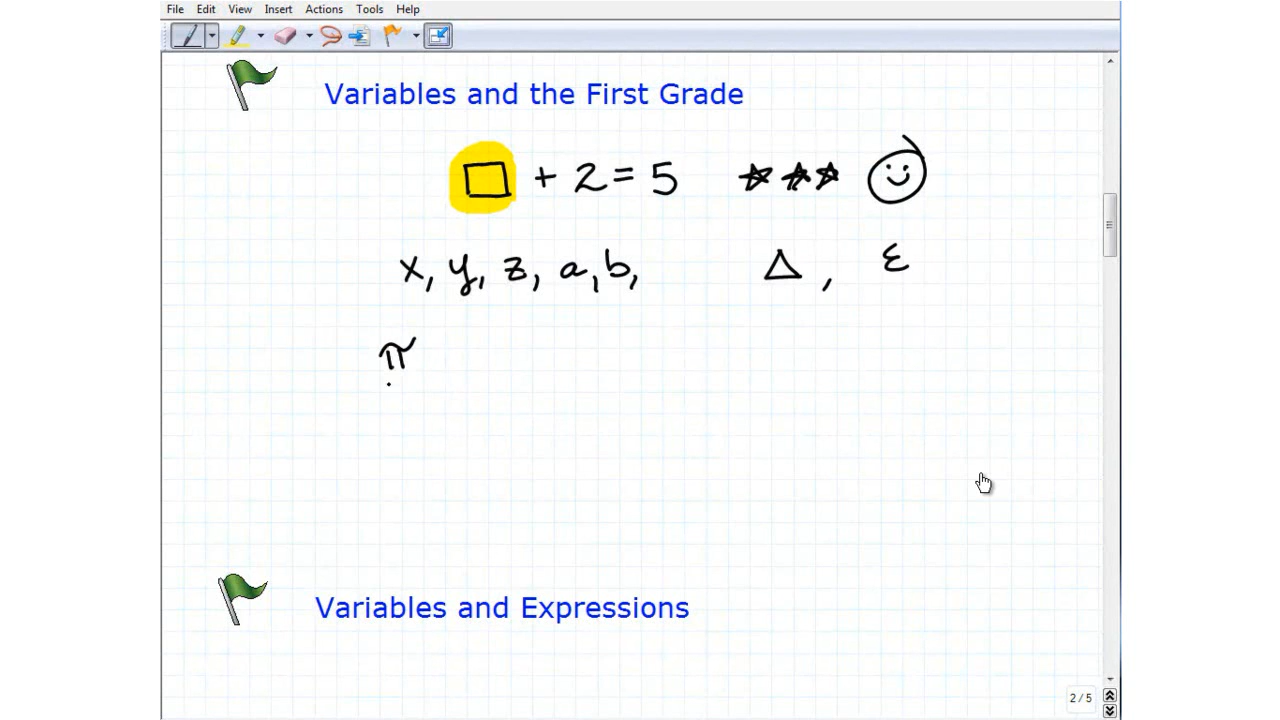 File Edit View Insert Actions Tools Help
Variables and the First Grade
□ + 2 = 5
x, y, z, a, b, Δ, ε
π
Variables and Expressions
2/5